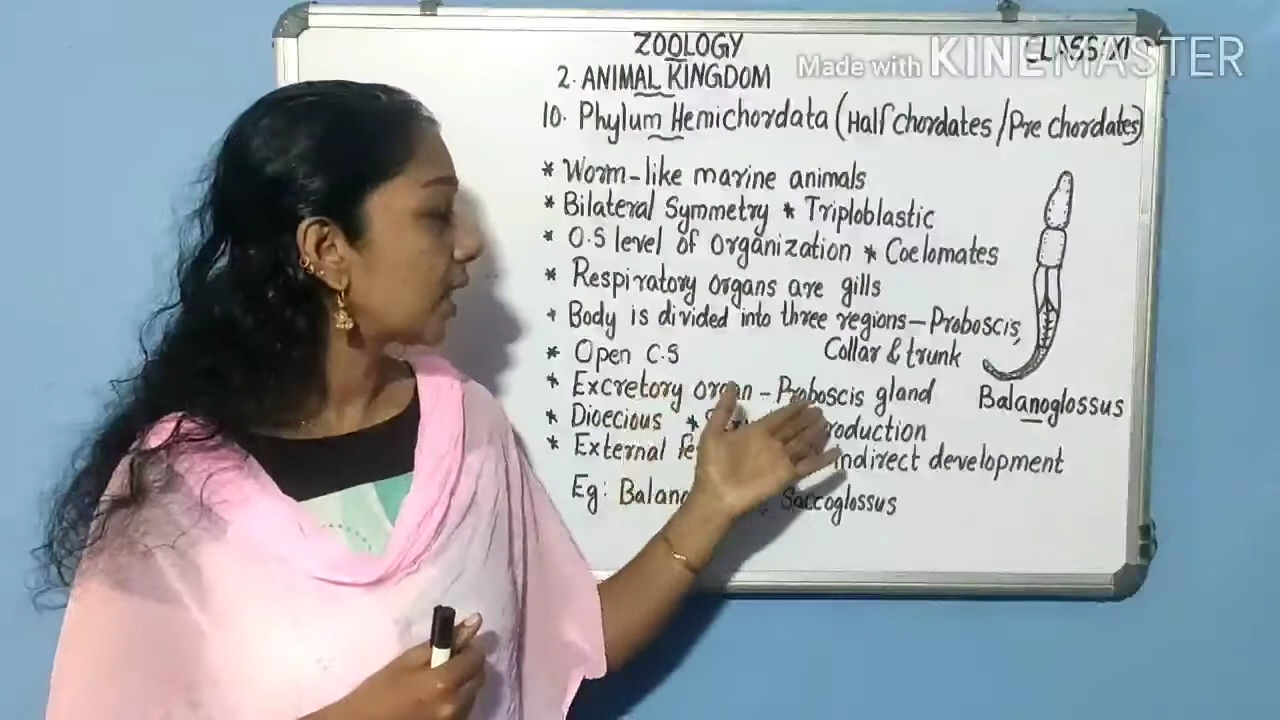 ZOOLOGY
CLASS:XI
Made with KINEMASTER
2. ANIMAL KINGDOM
10. Phylum Hemichordata (Half chordates / Pre chordates)
* Worm-like marine animals
* Bilateral Symmetry * Triploblastic
* O.S level of organization * Coelomates
* Respiratory organs are gills
* Body is divided into three regions – Proboscis,
Collar & trunk
* Open C.S
* Excretory organ - Proboscis gland
Balanoglossus
* Dioecious *
* External
indirect development
Eg: Saccoglossus